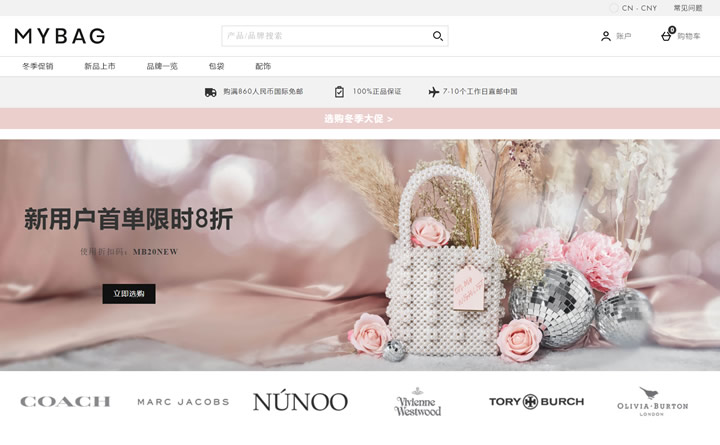 CN - CNY
常见问题
MYBAG
产品/品牌搜索
账户
0
购物车
冬季促销
新品上市
品牌一览
包袋
配饰
购满860人民币国际免邮
100%正品保证
7-10个工作日直邮中国
选购冬季大促 >
新用户首单限时8折
使用折扣码：MB20NEW
立即选购
COACH
MARC JACOBS
NÚNOO
Vivienne
Westwood
TORY BURCH
OLIVIA·BURTON
LONDON